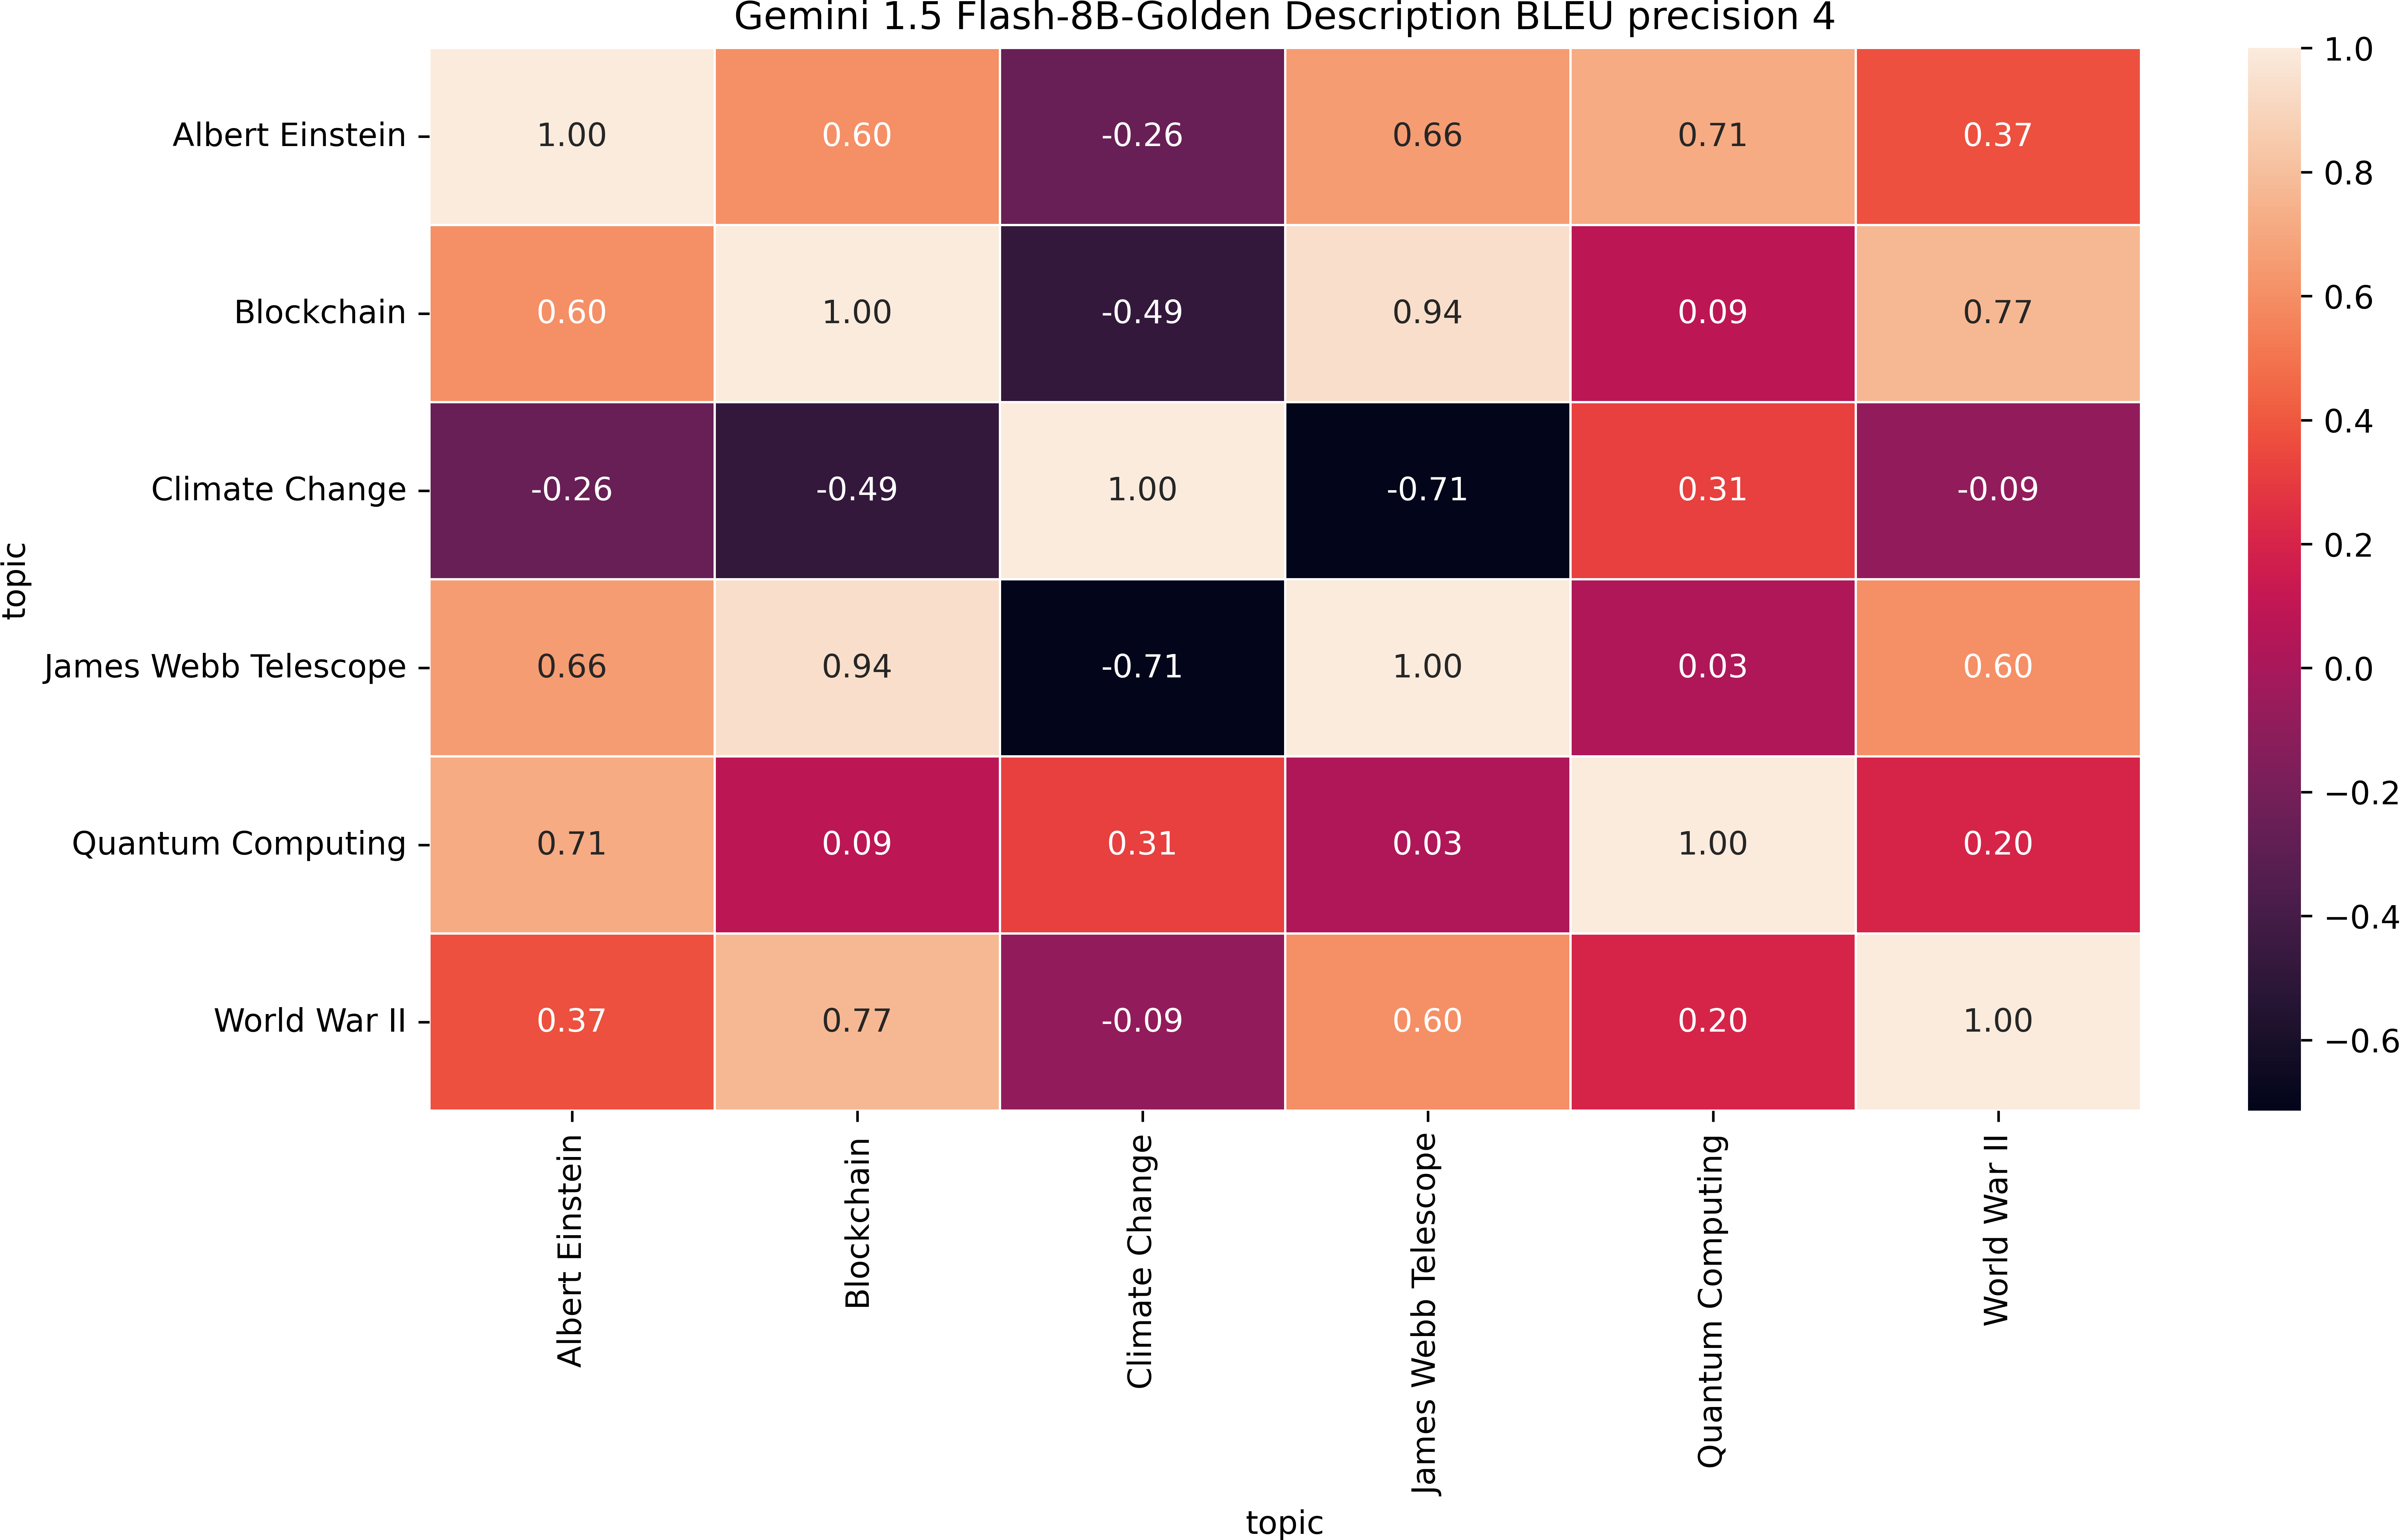 Gemini 1.5 Flash-8B-Golden Description BLEU precision 4
Albert Einstein 1.00 0.60 -0.26 0.66 0.71 0.37
Blockchain 0.60 1.00 -0.49 0.94 0.09 0.77
Climate Change -0.26 -0.49 1.00 -0.71 0.31 -0.09
James Webb Telescope 0.66 0.94 -0.71 1.00 0.03 0.60
Quantum Computing 0.71 0.09 0.31 0.03 1.00 0.20
World War II 0.37 0.77 -0.09 0.60 0.20 1.00
topic
Albert Einstein
Blockchain
Climate Change
James Webb Telescope
Quantum Computing
World War II
topic
1.0
0.8
0.6
0.4
0.2
0.0
−0.2
−0.4
−0.6